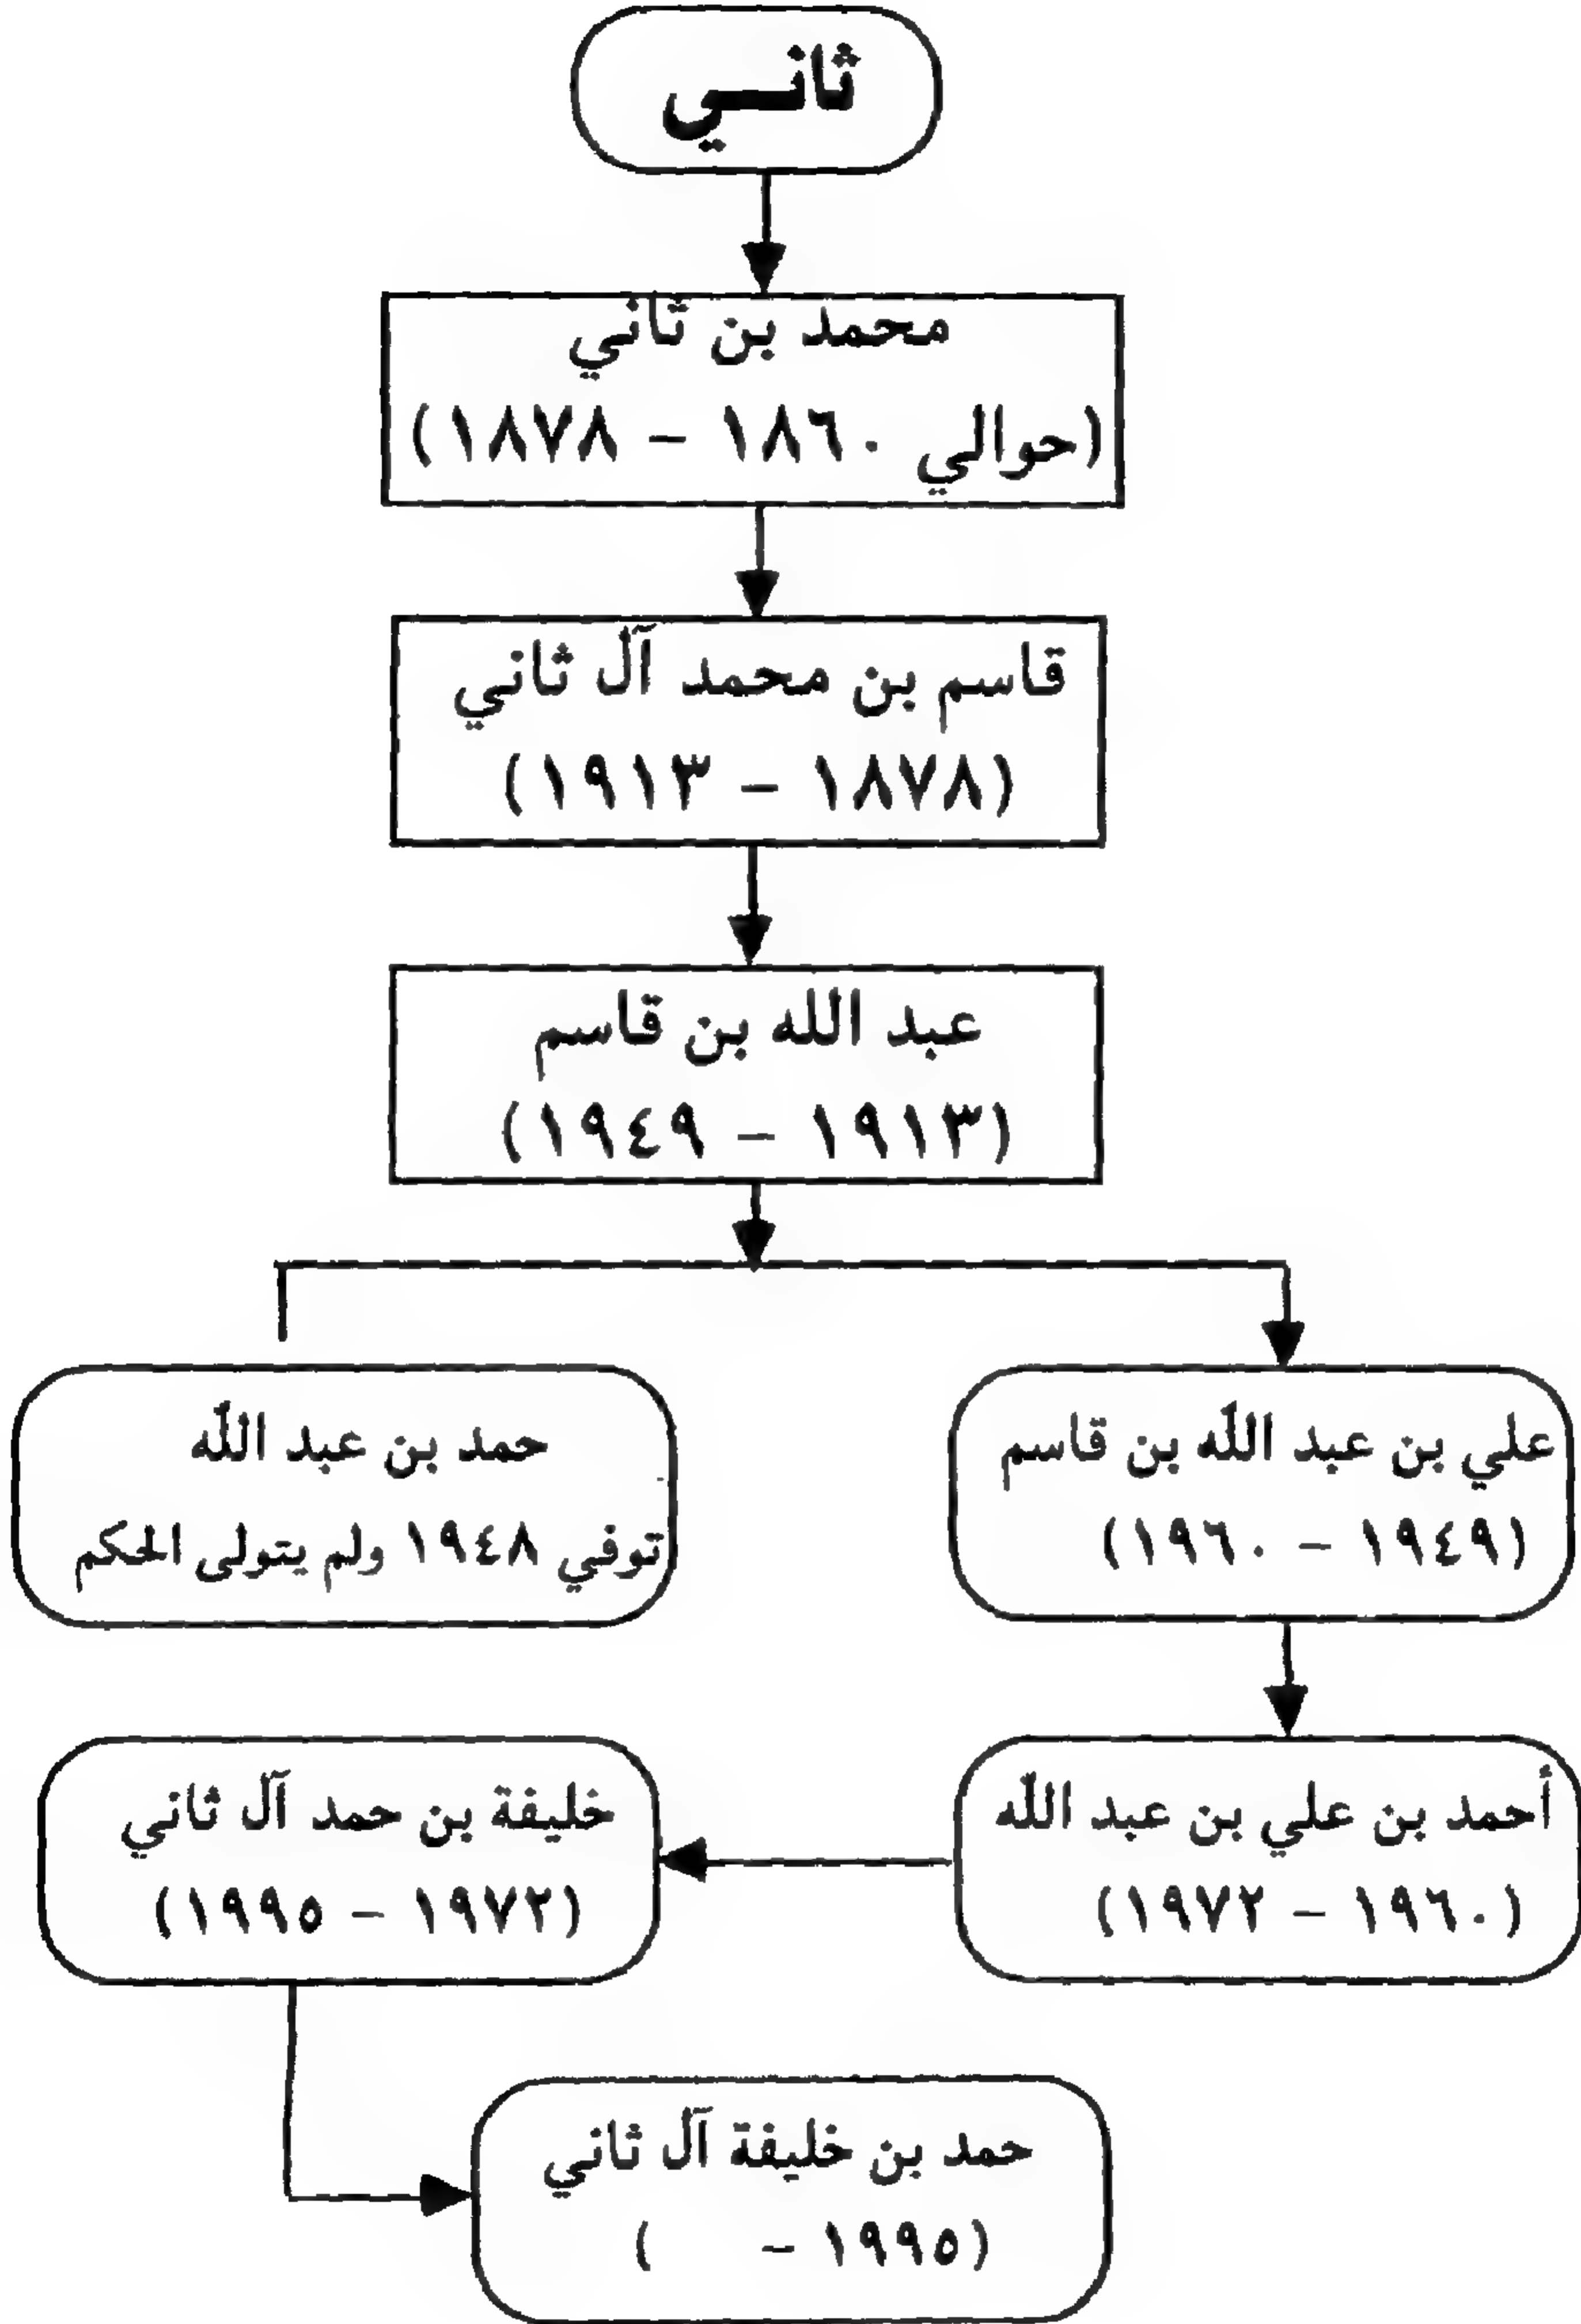 ثاني
محمد بن ثاني
(حوالي ١٨٦٠ – ١٨٧٨)
قاسم بن محمد آل ثاني
(١٨٧٨ – ١٩١٣)
عبد الله بن قاسم
(١٩١٣ – ١٩٤٩)
علي بن عبد الله بن قاسم
(١٩٤٩ – ١٩٦٠)
حمد بن عبد الله
توفي ١٩٤٨ ولم يتولى الحكم
أحمد بن علي بن عبد الله
(١٩٦٠ – ١٩٧٢)
خليفة بن حمد آل ثاني
(١٩٧٢ – ١٩٩٥)
حمد بن خليفة آل ثاني
(١٩٩٥ –    )